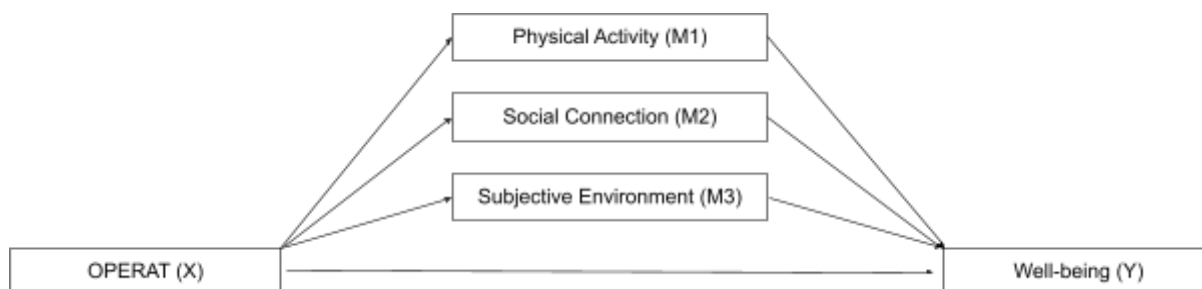 Physical Activity (M1)
Social Connection (M2)
Subjective Environment (M3)
OPERAT (X)
Well-being (Y)